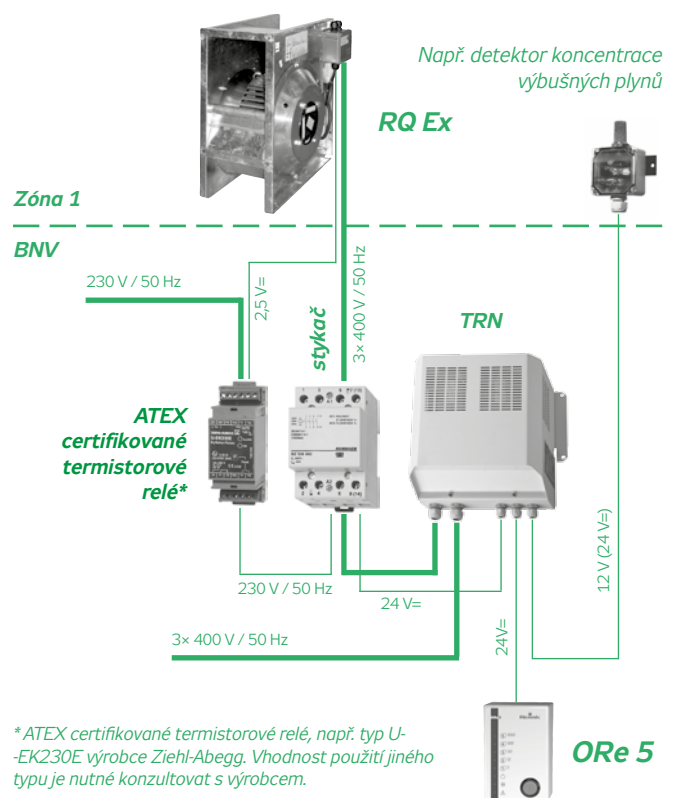 Např. detektor koncentrace
výbušných plynů
RQ Ex
Zóna 1
BNV
230 V / 50 Hz
2,5 V=
stykač
3× 400 V / 50 Hz
TRN
ATEX
certifikované
termistorové
relé*
230 V / 50 Hz
24 V=
12 V (24 V=)
3× 400 V / 50 Hz
24V=
ORe 5
* ATEX certifikované termistorové relé, např. typ U-
-EK230E výrobce Ziehl-Abegg. Vhodnost použití jiného
typu je nutné konzultovat s výrobcem.